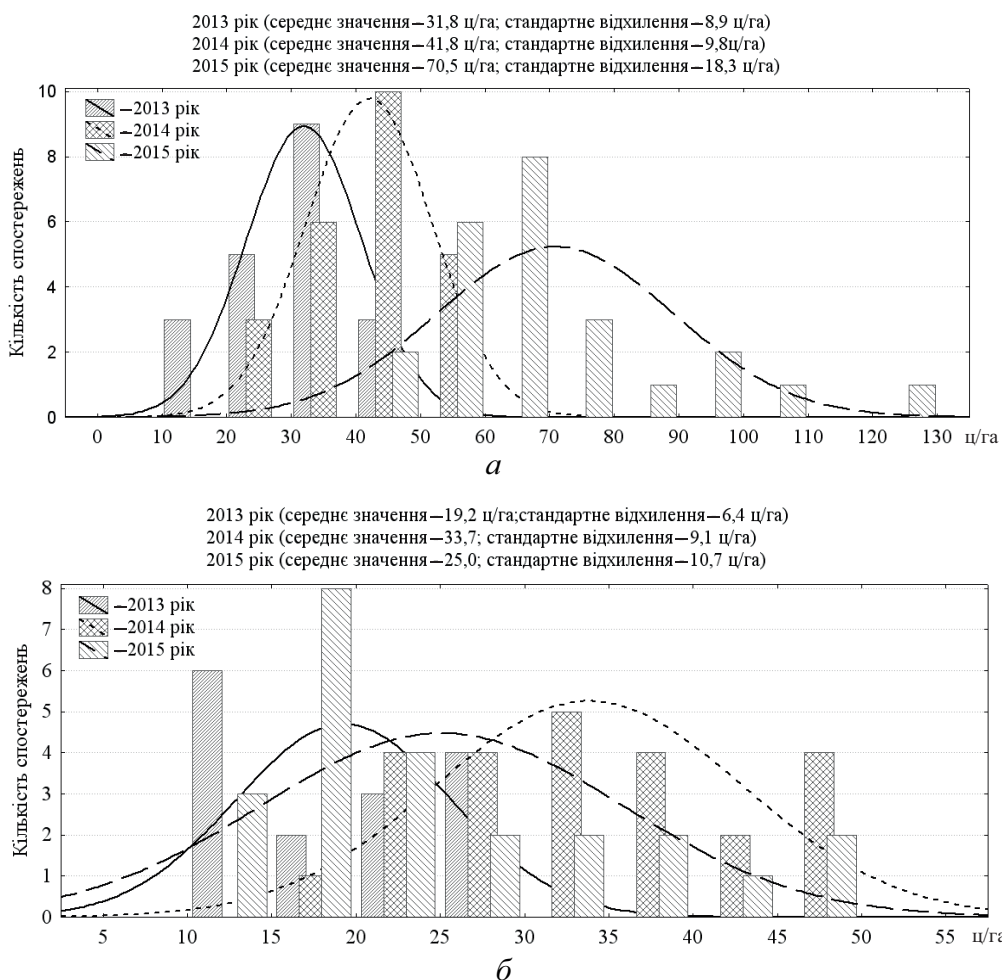 2013 рік (середнє значення–31,8 ц/га; стандартне відхилення–8,9 ц/га)
2014 рік (середнє значення–41,8 ц/га; стандартне відхилення–9,8ц/га)
2015 рік (середнє значення–70,5 ц/га; стандартне відхилення–18,3 ц/га)
Кількість спостережень
10
8
6
4
2
0
–2013 рік
–2014 рік
–2015 рік
0 10 20 30 40 50 60 70 80 90 100 110 120 130 ц/га
а
2013 рік (середнє значення–19,2 ц/га;стандартне відхилення–6,4 ц/га)
2014 рік (середнє значення–33,7; стандартне відхилення–9,1 ц/га)
2015 рік (середнє значення–25,0; стандартне відхилення–10,7 ц/га)
Кількість спостережень
8
7
6
5
4
3
2
1
0
–2013 рік
–2014 рік
–2015 рік
5 10 15 20 25 30 35 40 45 50 55 ц/га
б